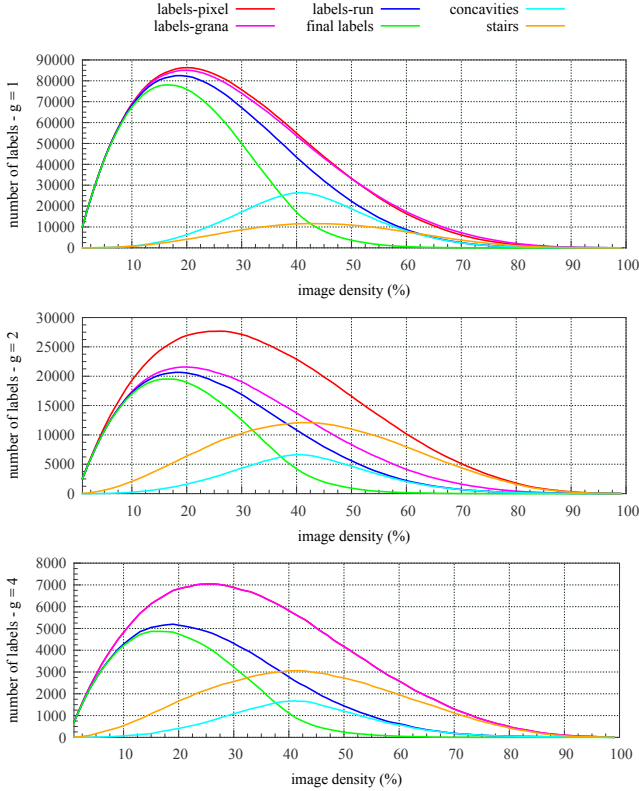 labels-pixel labels-run concavities
labels-grana final labels stairs
number of labels - g = 1
90000
80000
70000
60000
50000
40000
30000
20000
10000
0
10 20 30 40 50 60 70 80 90 100
image density (%)
number of labels - g = 2
30000
25000
20000
15000
10000
5000
0
10 20 30 40 50 60 70 80 90 100
image density (%)
number of labels - g = 4
8000
7000
6000
5000
4000
3000
2000
1000
0
10 20 30 40 50 60 70 80 90 100
image density (%)